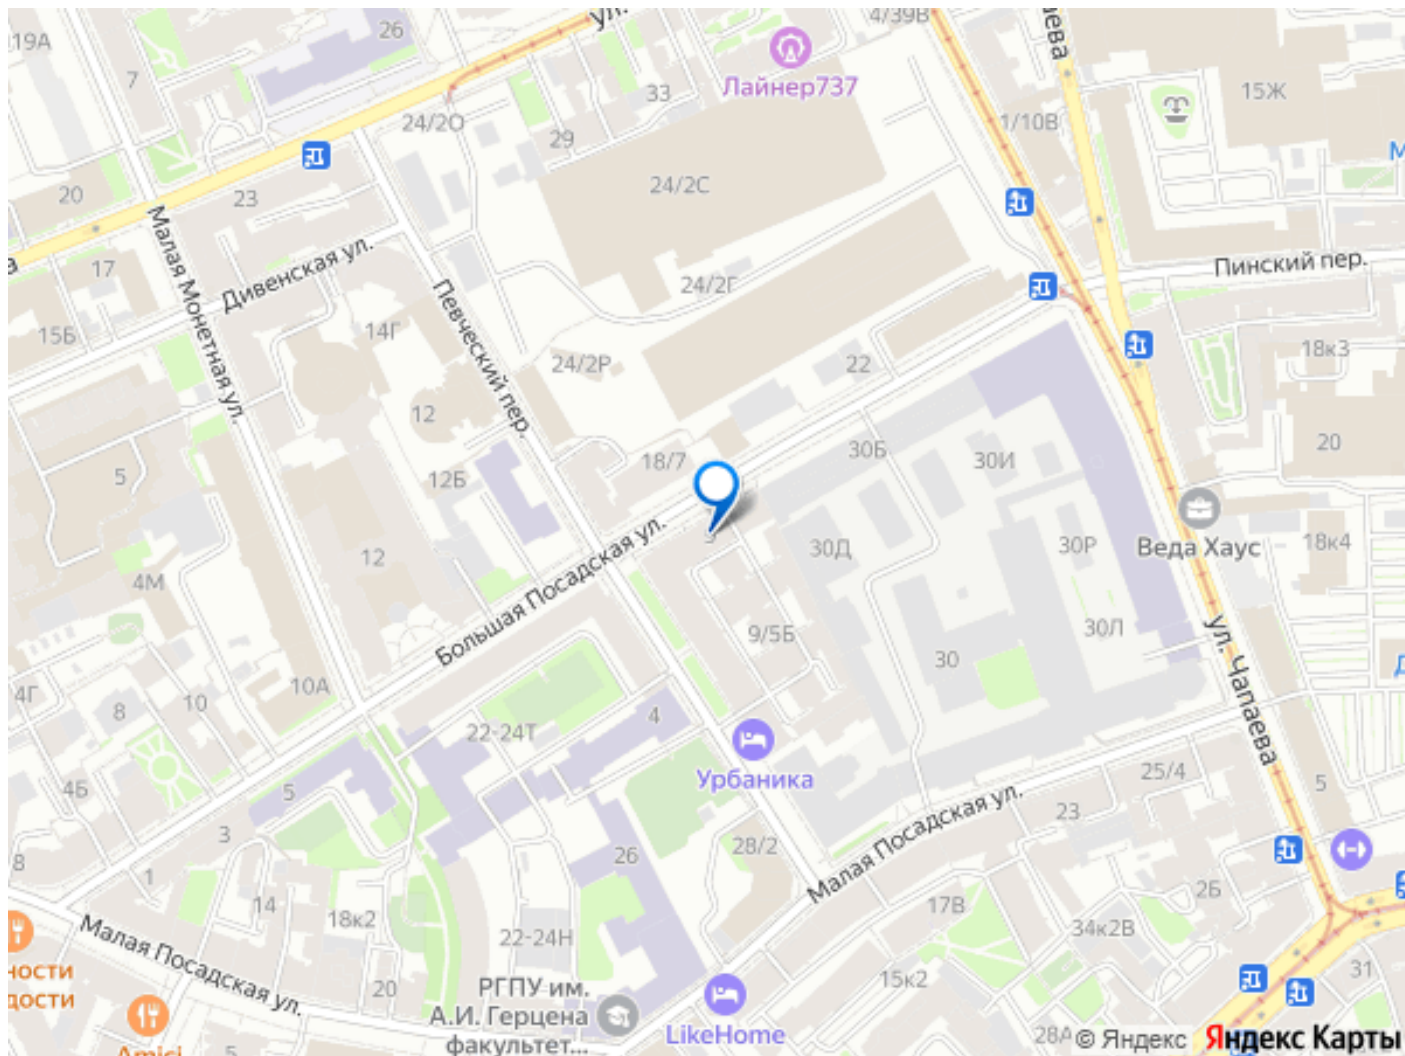 19А
26
ул.
4/39В
7
33
Лайнер737
15Ж
24/2О
29
1/10В
24/2С
20
23
Малая Монетная ул.
17
Дивенская ул.
Певческий пер.
24/2Г
Пинский пер.
15Б
14Г
24/2Р
22
18к3
12
30Б
30И
20
5
12Б
18/7
Большая Посадская ул.
30Д
30Р
Веда Хаус
18к4
12
4М
9/5Б
30Л
30
ул. Чапаева
4Г
8
10
10А
22-24Т
4
Урбаника
25/4
5
4Б
5
3
23
Малая Посадская ул.
8
1
28/2
26
2Б
14
18к2
17В
34к2В
22-24Н
Малая Посадская ул.
31
15к2
20
РГПУ им.
А.И. Герцена
факультет...
LikeHome
28А
Amici
5
© Яндекс Яндекс Карты